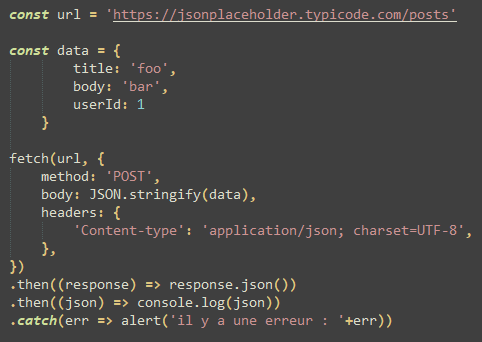 const url = 'https://jsonplaceholder.typicode.com/posts'
const data = {
title: 'foo',
body: 'bar',
userId: 1
}
fetch(url, {
method: 'POST',
body: JSON.stringify(data),
headers: {
'Content-type': 'application/json; charset=UTF-8',
},
})
.then((response) => response.json())
.then((json) => console.log(json))
.catch(err => alert('il y a une erreur : '+err))